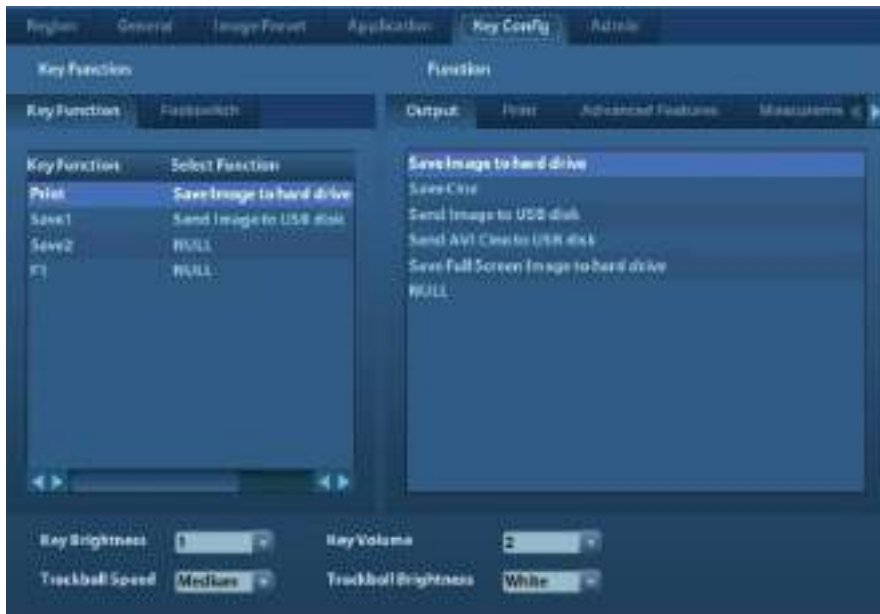 Region General Image Preset Application Key Config Admin
Key Function Function
Key Function Footswitch
Output Print Advanced Features Measureme
Key Function Select Function
Print Save Image to hard drive
Save1 Send Image to USB disk
Save2 NULL
F1 NULL
Save Image to hard drive
Save Cine
Send Image to USB disk
Send AVI Cine to USB disk
Save Full Screen Image to hard drive
NULL
Key Brightness 1 Key Volume 2
Trackball Speed Medium Trackball Brightness White